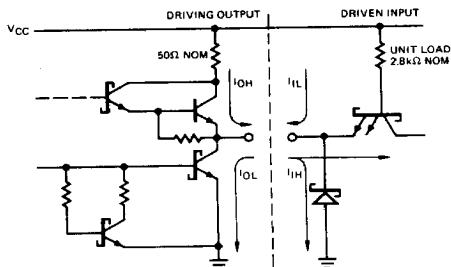 DRIVING OUTPUT
DRIVEN INPUT
VCC
50Ω NOM
UNIT LOAD
2.8kΩ NOM
IOH
IIL
IOL
IIH